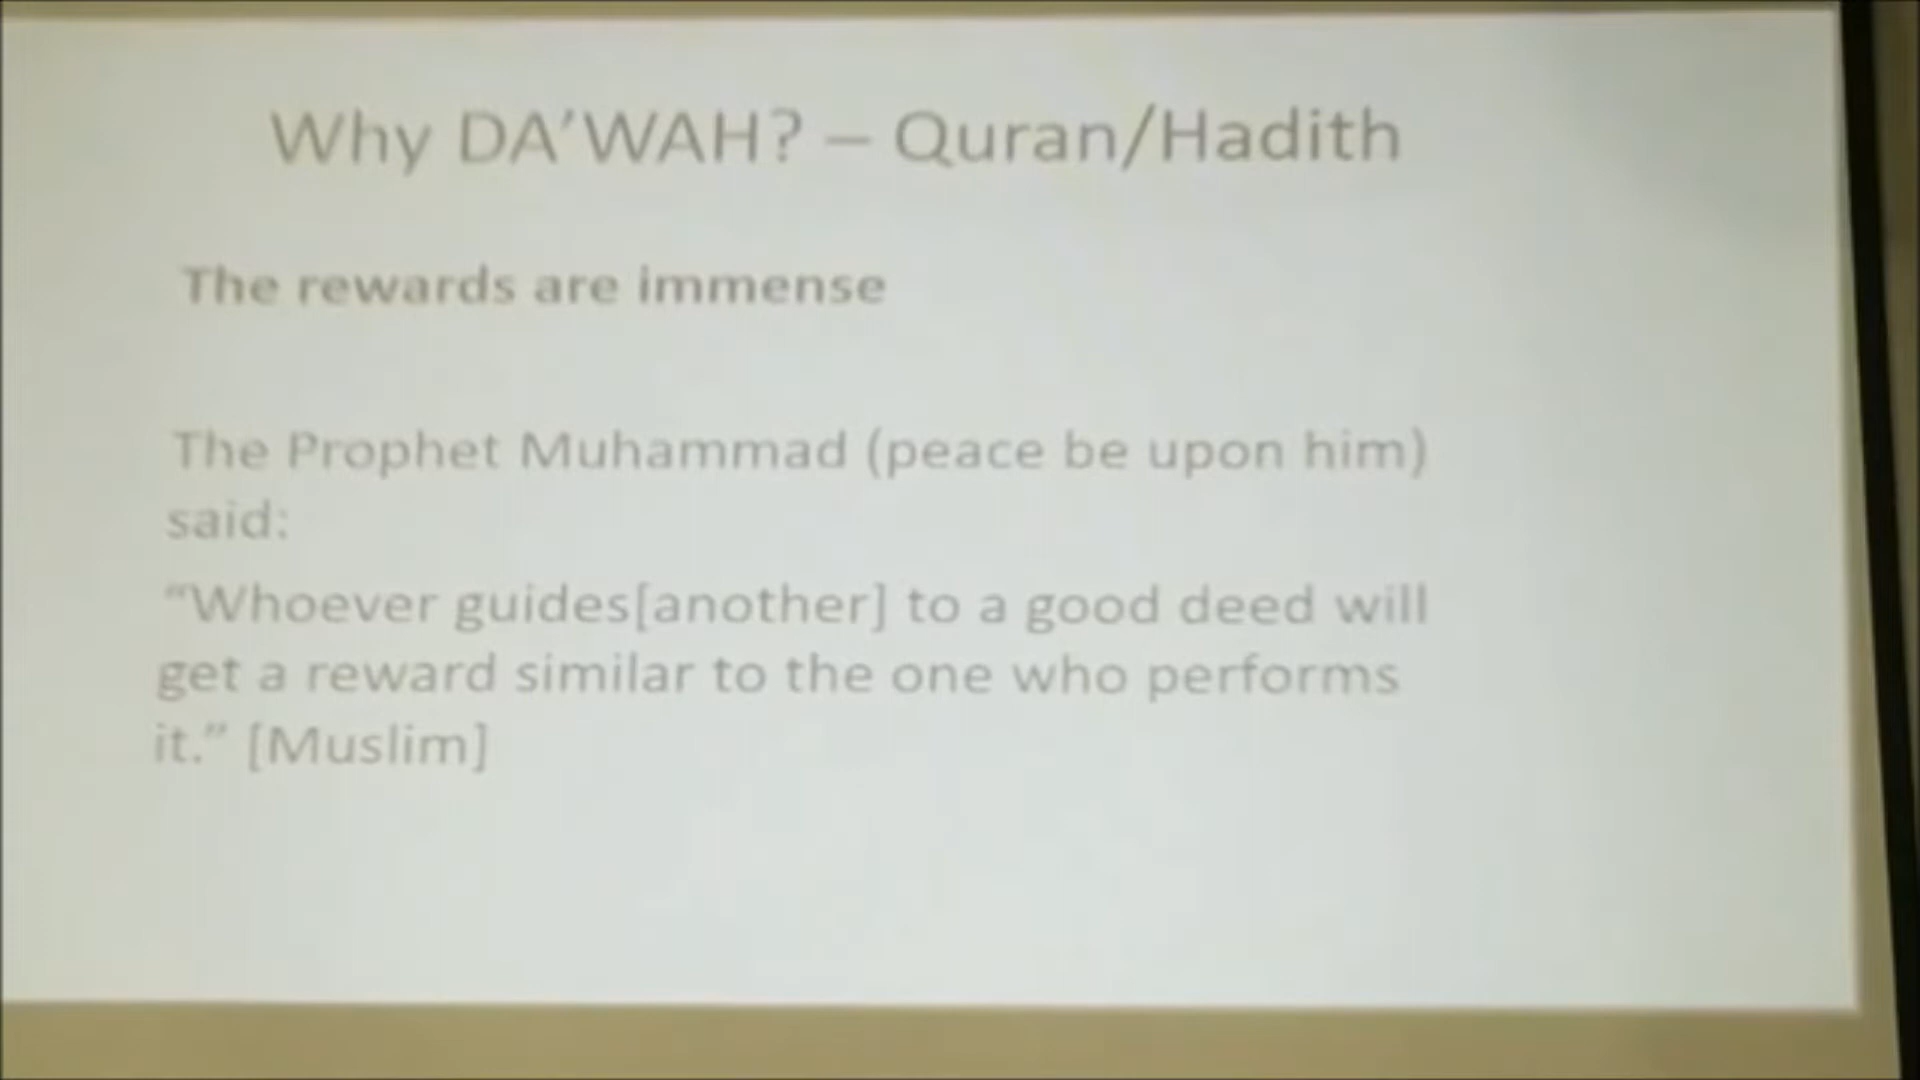 Why DA’WAH? – Quran/Hadith
The rewards are immense
The Prophet Muhammad (peace be upon him)
said:
“Whoever guides[another] to a good deed will
get a reward similar to the one who performs
it.” [Muslim]